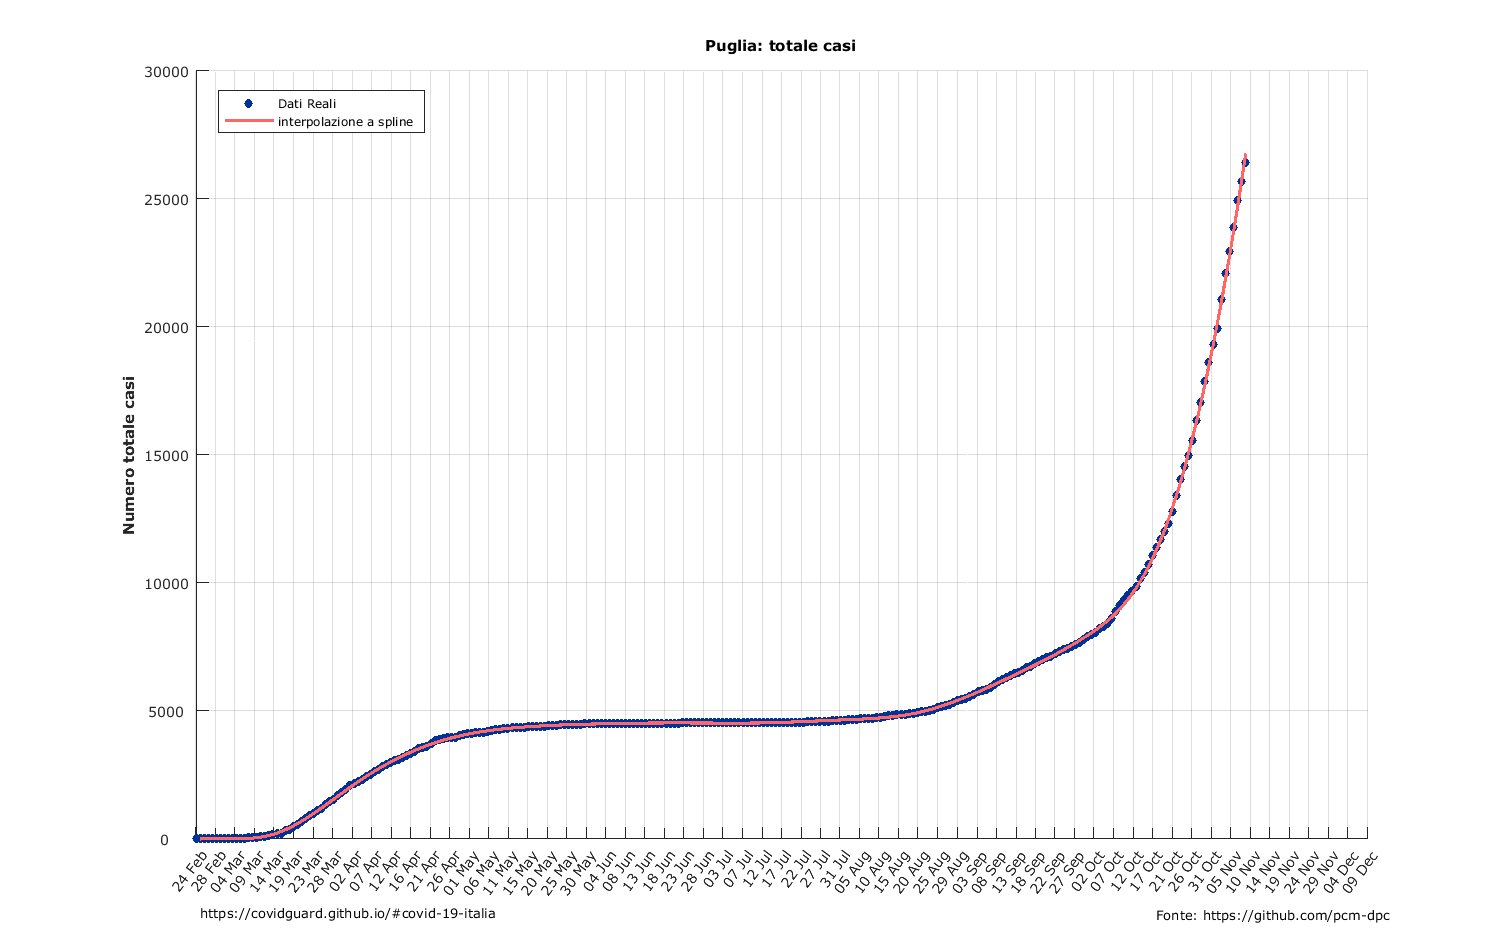 Puglia: totale casi
Dati Reali
interpolazione a spline
Numero totale casi
30000
25000
20000
15000
10000
5000
0
24 Feb
28 Feb
04 Mar
09 Mar
14 Mar
19 Mar
23 Mar
28 Mar
02 Apr
07 Apr
12 Apr
16 Apr
21 Apr
26 Apr
01 May
06 May
11 May
15 May
20 May
25 May
30 May
04 Jun
08 Jun
13 Jun
18 Jun
23 Jun
28 Jun
03 Jul
07 Jul
12 Jul
17 Jul
22 Jul
27 Jul
31 Jul
05 Aug
10 Aug
15 Aug
20 Aug
25 Aug
29 Aug
03 Sep
08 Sep
13 Sep
18 Sep
22 Sep
27 Sep
02 Oct
07 Oct
12 Oct
17 Oct
21 Oct
26 Oct
31 Oct
05 Nov
10 Nov
14 Nov
19 Nov
24 Nov
29 Nov
04 Dec
09 Dec
https://covidguard.github.io/#covid-19-italia
Fonte: https://github.com/pcm-dpc